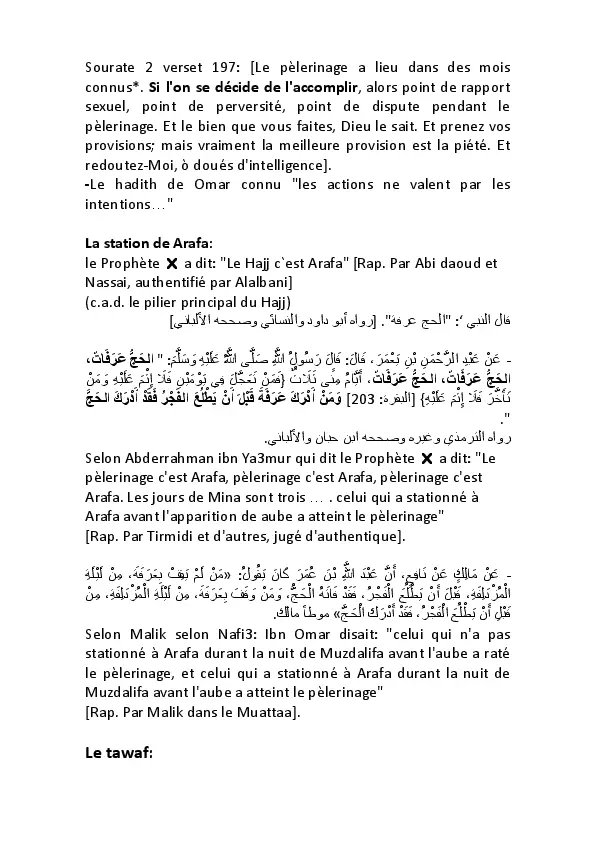 Sourate 2 verset 197: [Le pèlerinage a lieu dans des mois
connus*. Si l'on se décide de l'accomplir, alors point de rapport
sexuel, point de perversité, point de dispute pendant le
pèlerinage. Et le bien que vous faites, Dieu le sait. Et prenez vos
provisions; mais vraiment la meilleure provision est la piété. Et
redoutez-Moi, ò doués d'intelligence].
-Le hadith de Omar connu "les actions ne valent par les
intentions…"
La station de Arafa:
le Prophète ✗ a dit: "Le Hajj c`est Arafa" [Rap. Par Abi daoud et
Nassai, authentifié par Alalbani]
(c.a.d. le pilier principal du Hajj)
قال النبي ‘: "الحج عرفة". [رواه أبو داود والنسائي وصححه الألباني]
- عَنْ عَبْدِ الرَّحْمَنِ بْنِ يَعْمَرَ، قَالَ: قَالَ رَسُولُ اللَّهِ صَلَّى اللَّهُ عَلَيْهِ وَسَلَّمَ: " الحَجُّ عَرَفَاتٌ،
الحَجُّ عَرَفَاتٌ، الحَجُّ عَرَفَاتٌ، أَيَّامُ مِنًى ثَلَاثٌ {فَمَنْ تَعَجَّلَ فِي يَوْمَيْنِ فَلَا إِثْمَ عَلَيْهِ وَمَنْ
تَأَخَّرَ فَلَا إِثْمَ عَلَيْهِ} [البقرة: 203] وَمَنْ أَدْرَكَ عَرَفَةَ قَبْلَ أَنْ يَطْلُعَ الفَجْرُ فَقَدْ أَدْرَكَ الحَجَّ
".
رواه الترمذي وغيره وصححه ابن حبان والألباني.
Selon Abderrahman ibn Ya3mur qui dit le Prophète ✗ a dit: "Le
pèlerinage c'est Arafa, pèlerinage c'est Arafa, pèlerinage c'est
Arafa. Les jours de Mina sont trois … . celui qui a stationné à
Arafa avant l'apparition de aube a atteint le pèlerinage"
[Rap. Par Tirmidi et d'autres, jugé d'authentique].
- عَنْ مَالِكٍ عَنْ نَافِعٍ، أَنَّ عَبْدَ اللَّهِ بْنَ عُمَرَ كَانَ يَقُولُ: «مَنْ لَمْ يَقِفْ بِعَرَفَةَ، مِنْ لَيْلَةِ
الْمُزْدَلِفَةِ، قَبْلَ أَنْ يَطْلُعَ الْفَجْرُ، فَقَدْ فَاتَهُ الْحَجُّ، وَمَنْ وَقَفَ بِعَرَفَةَ، مِنْ لَيْلَةِ الْمُزْدَلِفَةِ، مِنْ
قَبْلِ أَنْ يَطْلُعَ الْفَجْرُ، فَقَدْ أَدْرَكَ الْحَجَّ» موطأ مالك.
Selon Malik selon Nafi3: Ibn Omar disait: "celui qui n'a pas
stationné à Arafa durant la nuit de Muzdalifa avant l'aube a raté
le pèlerinage, et celui qui a stationné à Arafa durant la nuit de
Muzdalifa avant l'aube a atteint le pèlerinage"
[Rap. Par Malik dans le Muattaa].
Le tawaf: